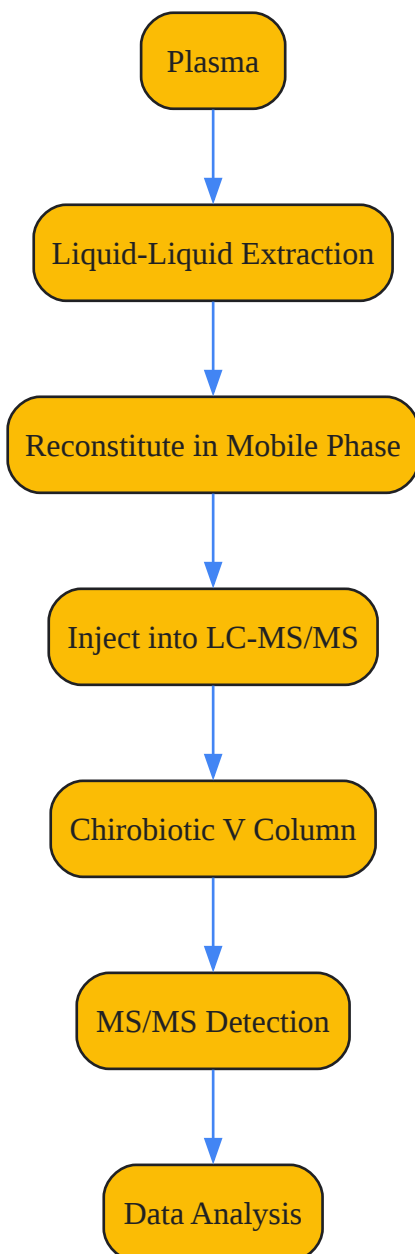 Plasma
Liquid-Liquid Extraction
Reconstitute in Mobile Phase
Inject into LC-MS/MS
Chirobiotic V Column
MS/MS Detection
Data Analysis